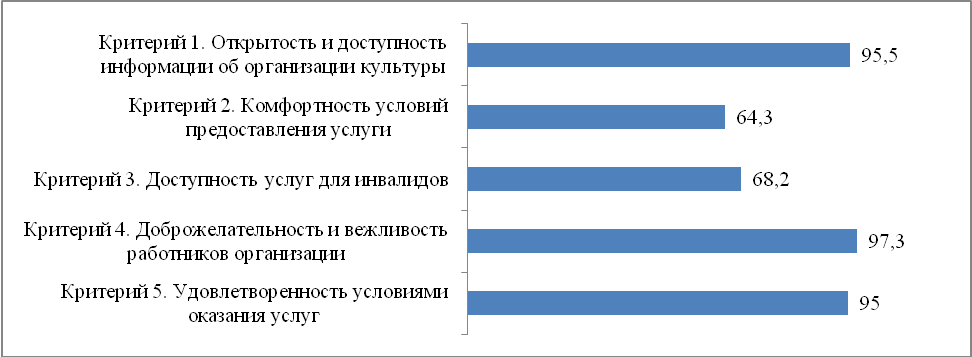 Критерий 1. Открытость и доступность
информации об организации культуры
95,5
Критерий 2. Комфортность условий
предоставления услуги
64,3
Критерий 3. Доступность услуг для инвалидов
68,2
Критерий 4. Доброжелательность и вежливость
работников организации
97,3
Критерий 5. Удовлетворенность условиями
оказания услуг
95